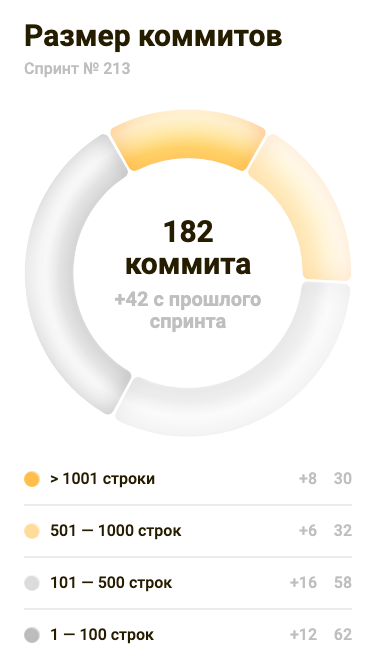 Размер коммитов
Спринт № 213
182
коммита
+42 с прошлого
спринта
> 1001 строки +8 30
501 — 1000 строк +6 32
101 — 500 строк +16 58
1 — 100 строк +12 62